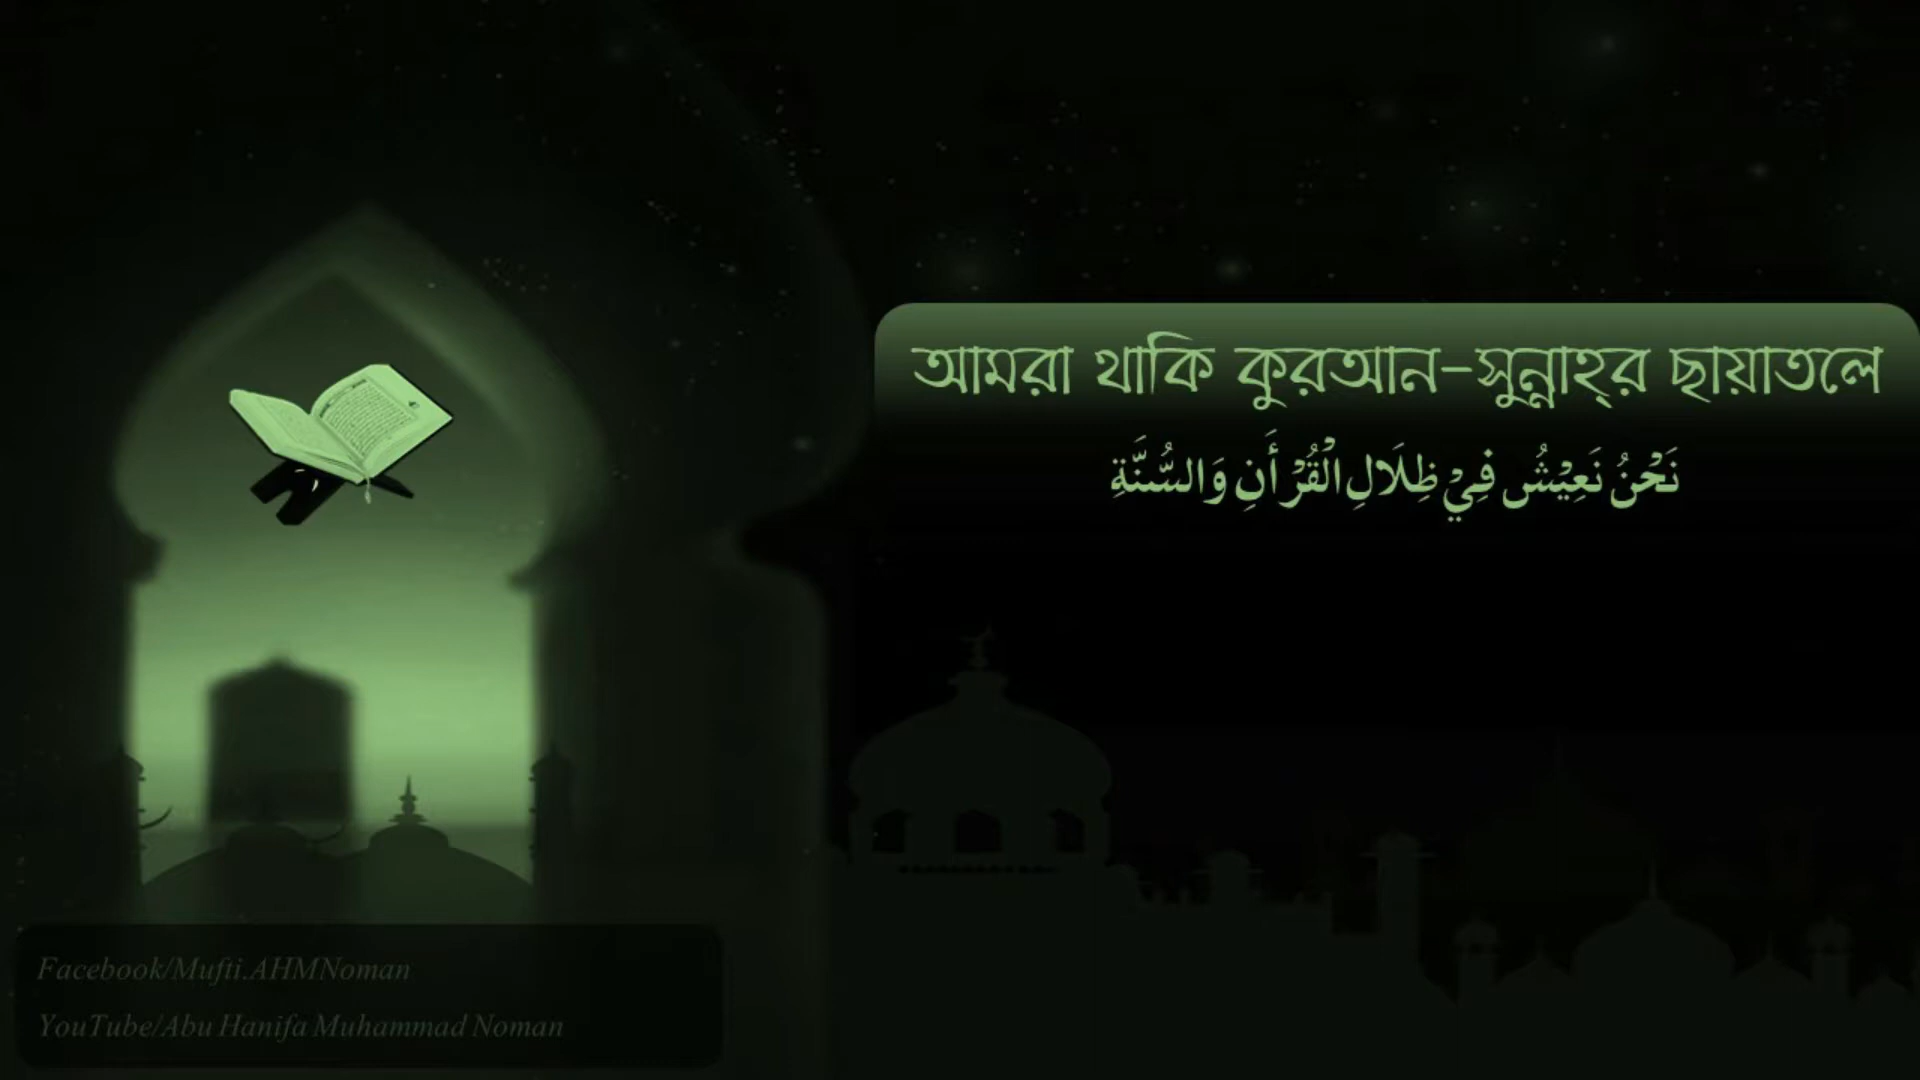 আমরা থাকি কুরআন-সুন্নাহ্র ছায়াতলে
نَحْنُ نَعِيْشُ فِيْ ظِلَالِ الْقُرْأَنِ وَالسُّنَّةِ
Facebook/Mufti.AHMNoman
YouTube/Abu Hanifa Muhammad Noman